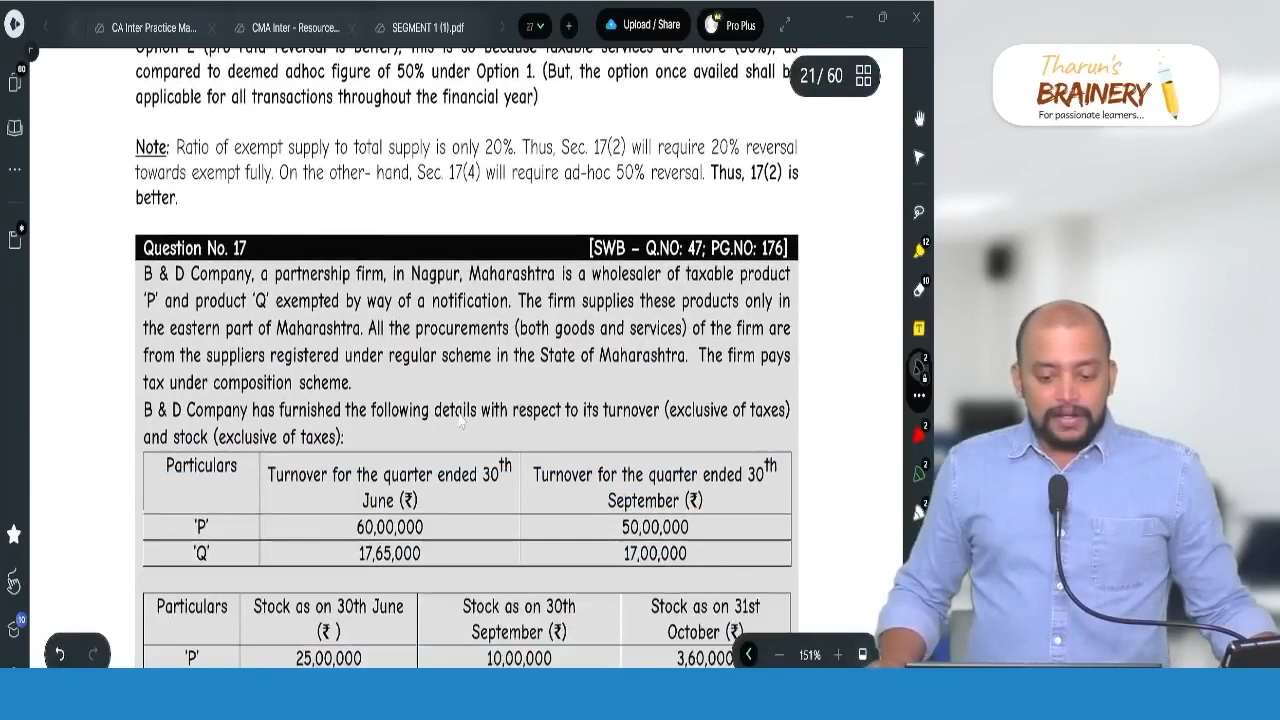 CA Inter Practice Ma...
CMA Inter - Resource...
SEGMENT 1 (1).pdf
27
Upload / Share
Pro Plus
Tharun's
BRAINERY
For passionate learners...
21/60
compared to deemed adhoc figure of 50% under Option 1. (But, the option once availed shall b
applicable for all transactions throughout the financial year)
Note: Ratio of exempt supply to total supply is only 20%. Thus, Sec. 17(2) will require 20% reversal
towards exempt fully. On the other- hand, Sec. 17(4) will require ad-hoc 50% reversal. Thus, 17(2) is
better.
Question No. 17 [SWB – Q.NO: 47; PG.NO: 176]
B & D Company, a partnership firm, in Nagpur, Maharashtra is a wholesaler of taxable product
'P' and product 'Q' exempted by way of a notification. The firm supplies these products only in
the eastern part of Maharashtra. All the procurements (both goods and services) of the firm are
from the suppliers registered under regular scheme in the State of Maharashtra. The firm pays
tax under composition scheme.
B & D Company has furnished the following details with respect to its turnover (exclusive of taxes)
and stock (exclusive of taxes):
Particulars Turnover for the quarter ended 30th June (₹) Turnover for the quarter ended 30th September (₹)
'P' 60,00,000 50,00,000
'Q' 17,65,000 17,00,000
Particulars Stock as on 30th June (₹ ) Stock as on 30th September (₹) Stock as on 31st October (₹)
'P' 25,00,000 10,00,000 3,60,000
151%